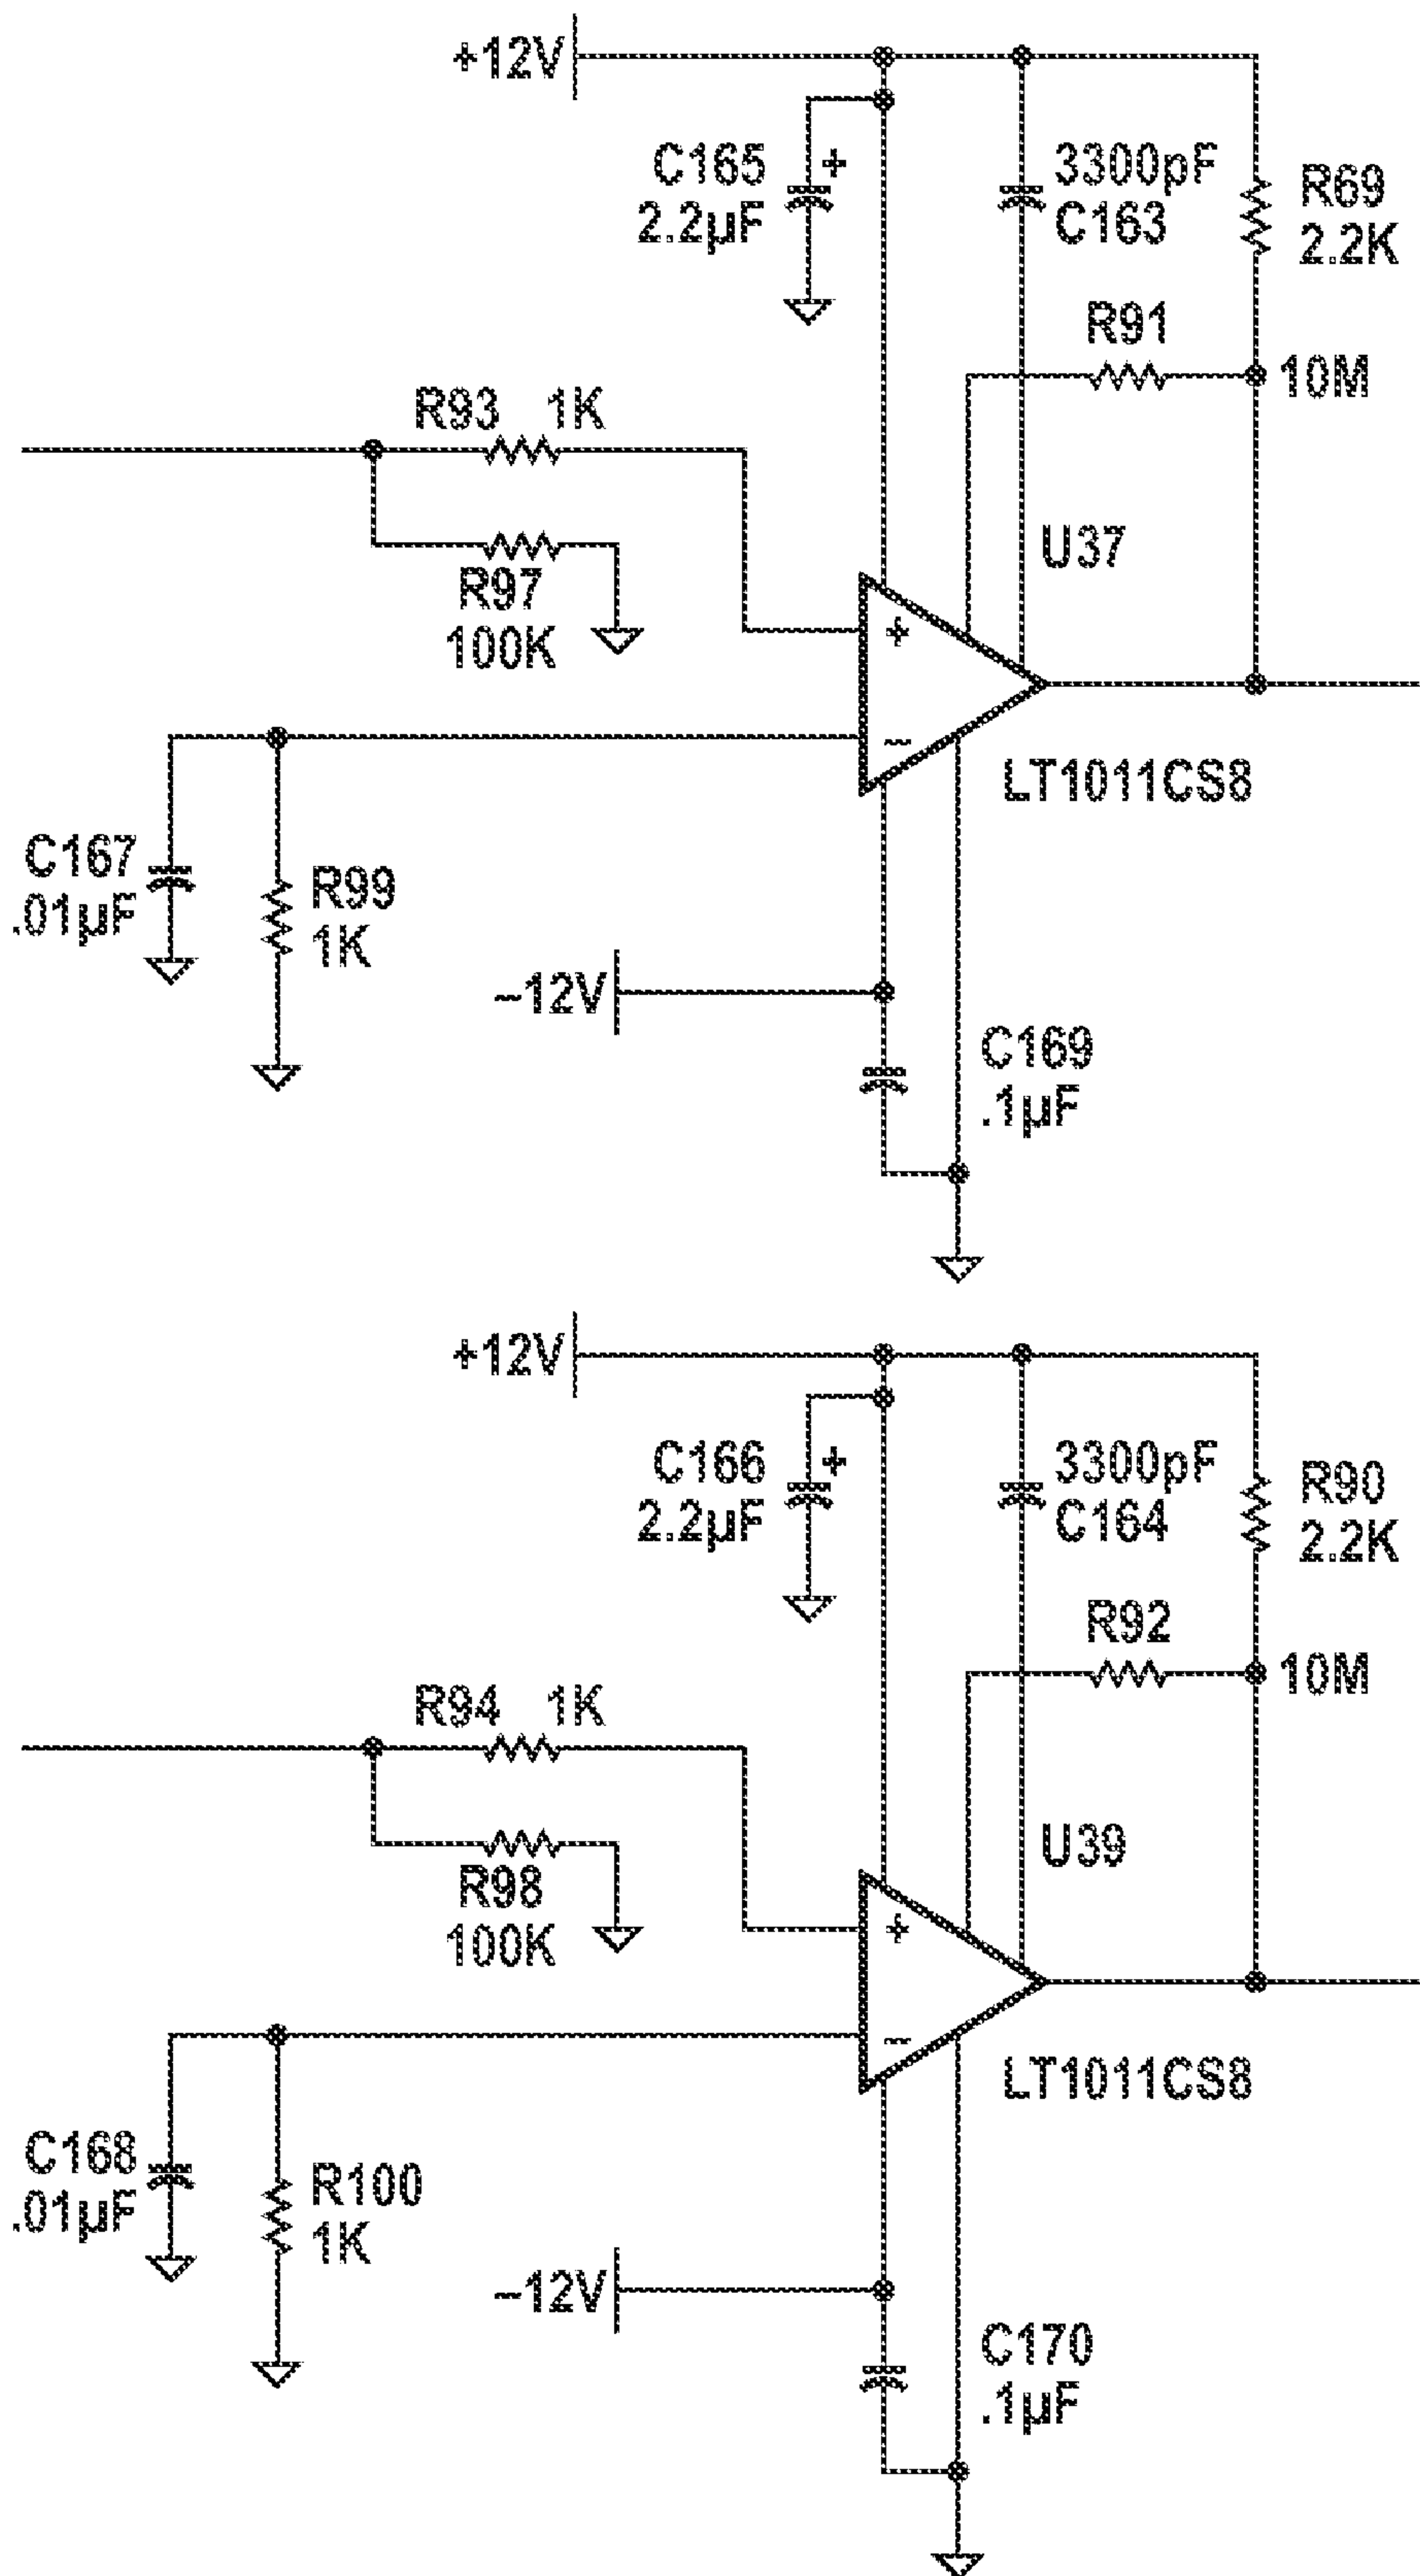 +12V
C165
2.2µF
+
3300pF
C163
R69
2.2K
R91
10M
R93 1K
R97
100K
U37
+
−
LT1011CS8
C167
.01µF
R99
1K
−12V
C169
.1µF
+12V
C166
2.2µF
+
3300pF
C164
R90
2.2K
R92
10M
R94 1K
R98
100K
U39
+
−
LT1011CS8
C168
.01µF
R100
1K
−12V
C170
.1µF